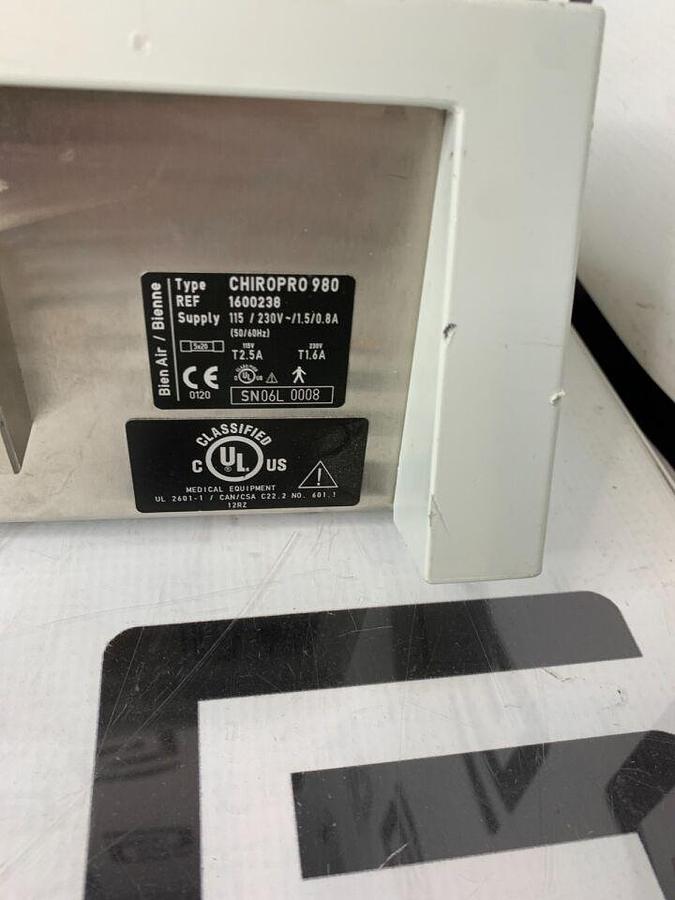 Bien Air / Bienne
Type CHIROPRO 980
REF 1600238
Supply 115 / 230V~/1.5/0.8A
(50/60Hz)
5x20 115V 230V
T2.5A T1.6A
CE
0120
c UL us
SN06L 0008
CLASSIFIED
C UL® US
MEDICAL EQUIPMENT
UL 2601-1 / CAN/CSA C22.2 NO. 601.1
12RZ